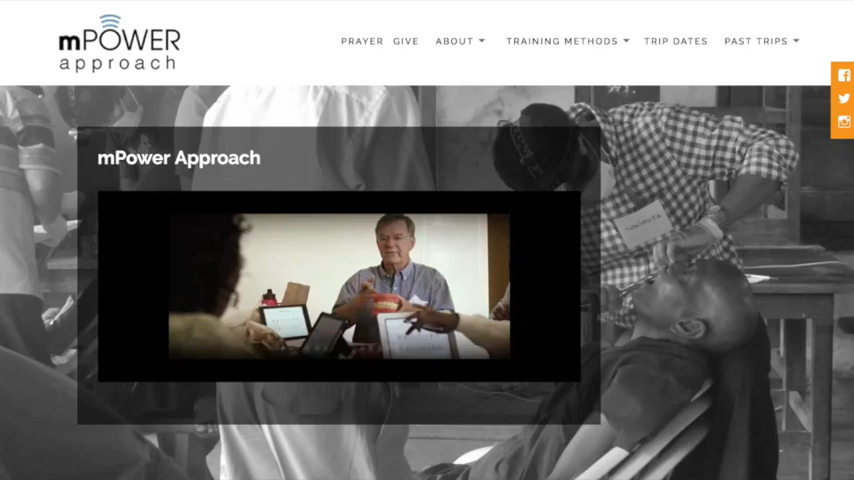 mPOWER
approach
PRAYER GIVE ABOUT TRAINING METHODS TRIP DATES PAST TRIPS
mPower Approach